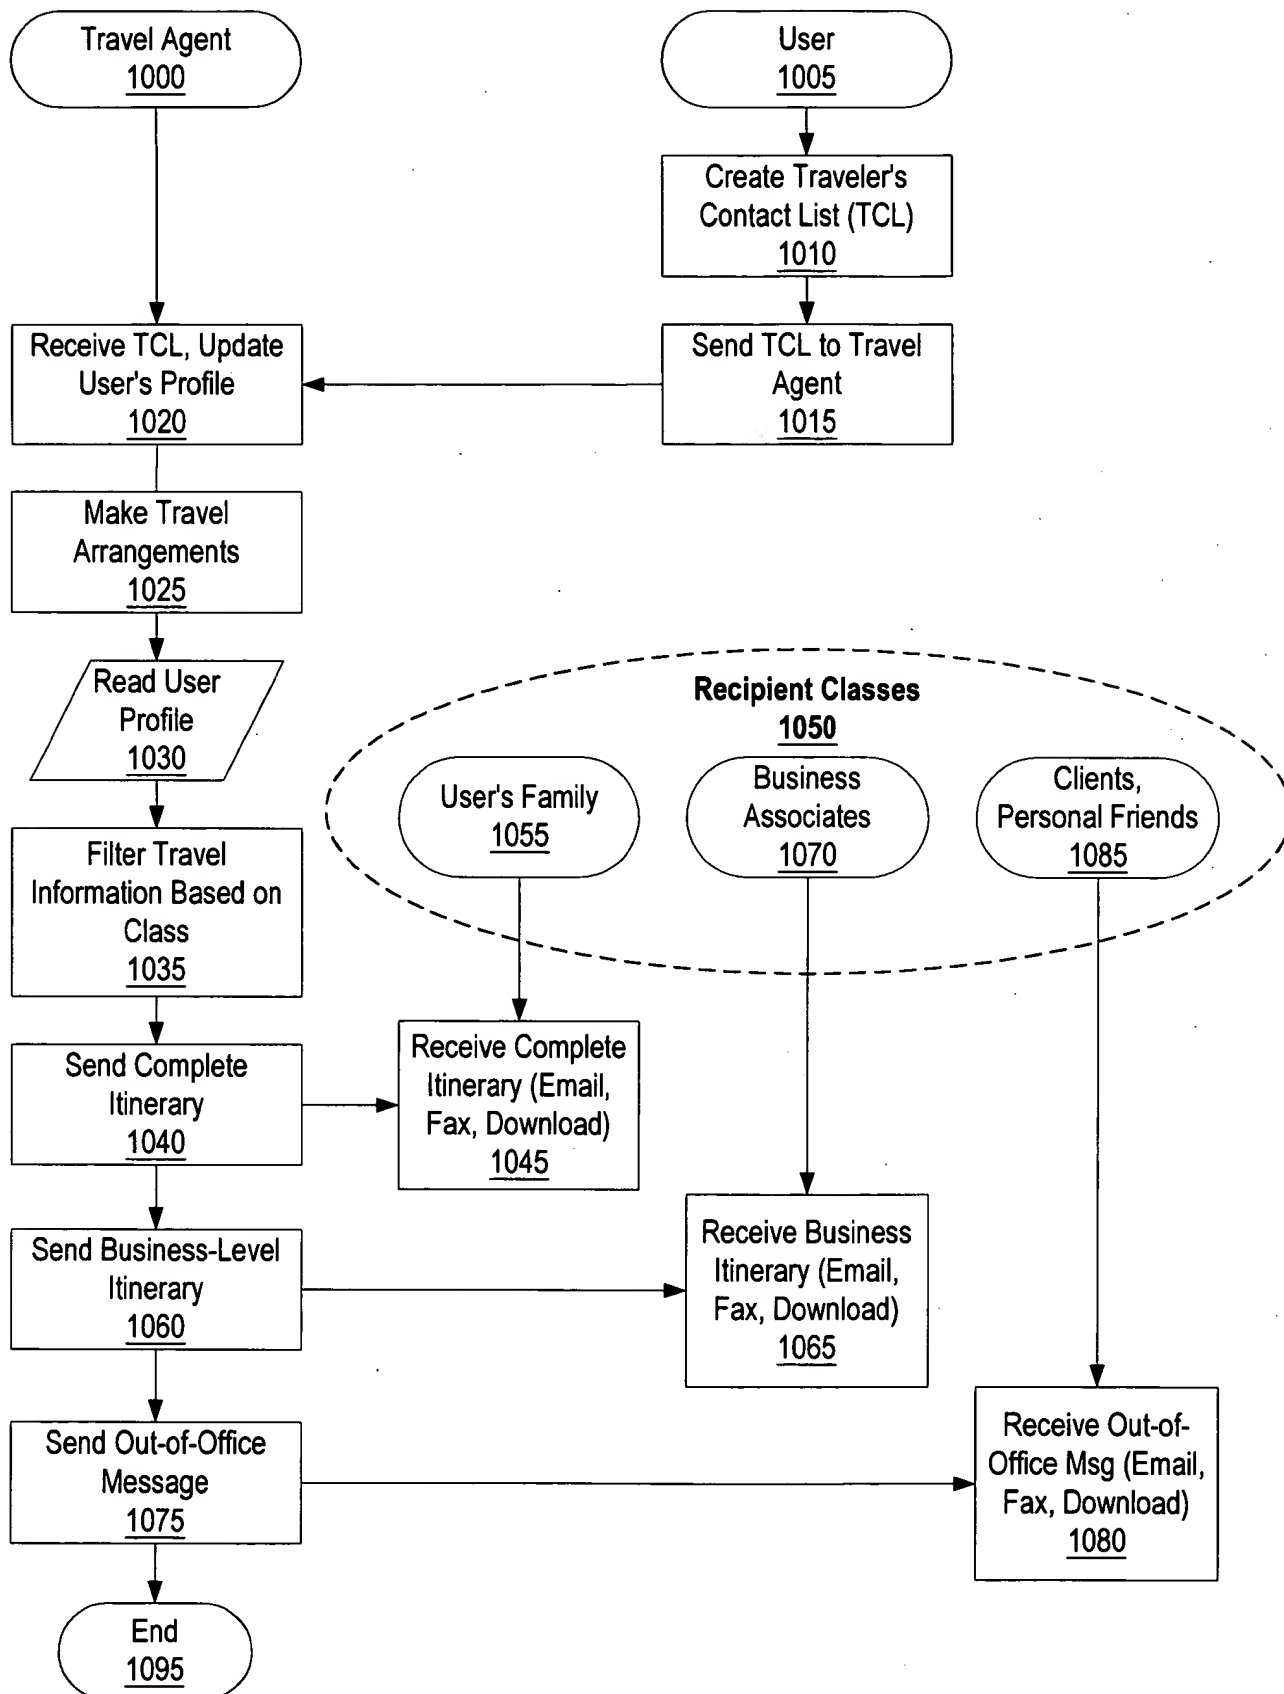 Travel Agent
1000
User
1005
Create Traveler's
Contact List (TCL)
1010
Receive TCL, Update
User's Profile
1020
Send TCL to Travel
Agent
1015
Make Travel
Arrangements
1025
Read User
Profile
1030
Recipient Classes
1050
User's Family
1055
Business
Associates
1070
Clients,
Personal Friends
1085
Filter Travel
Information Based on
Class
1035
Send Complete
Itinerary
1040
Receive Complete
Itinerary (Email,
Fax, Download)
1045
Send Business-Level
Itinerary
1060
Receive Business
Itinerary (Email,
Fax, Download)
1065
Send Out-of-Office
Message
1075
Receive Out-of-
Office Msg (Email,
Fax, Download)
1080
End
1095